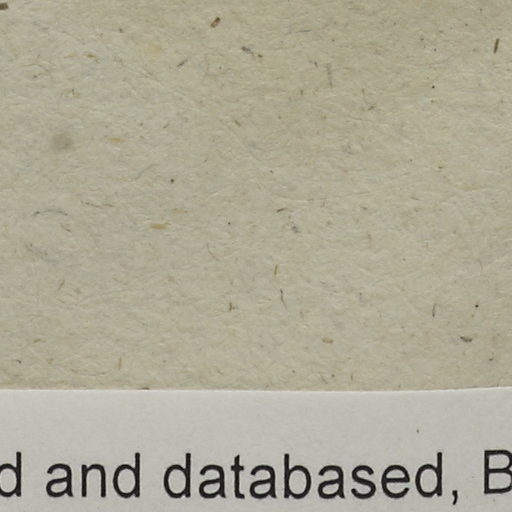 d and databased, B